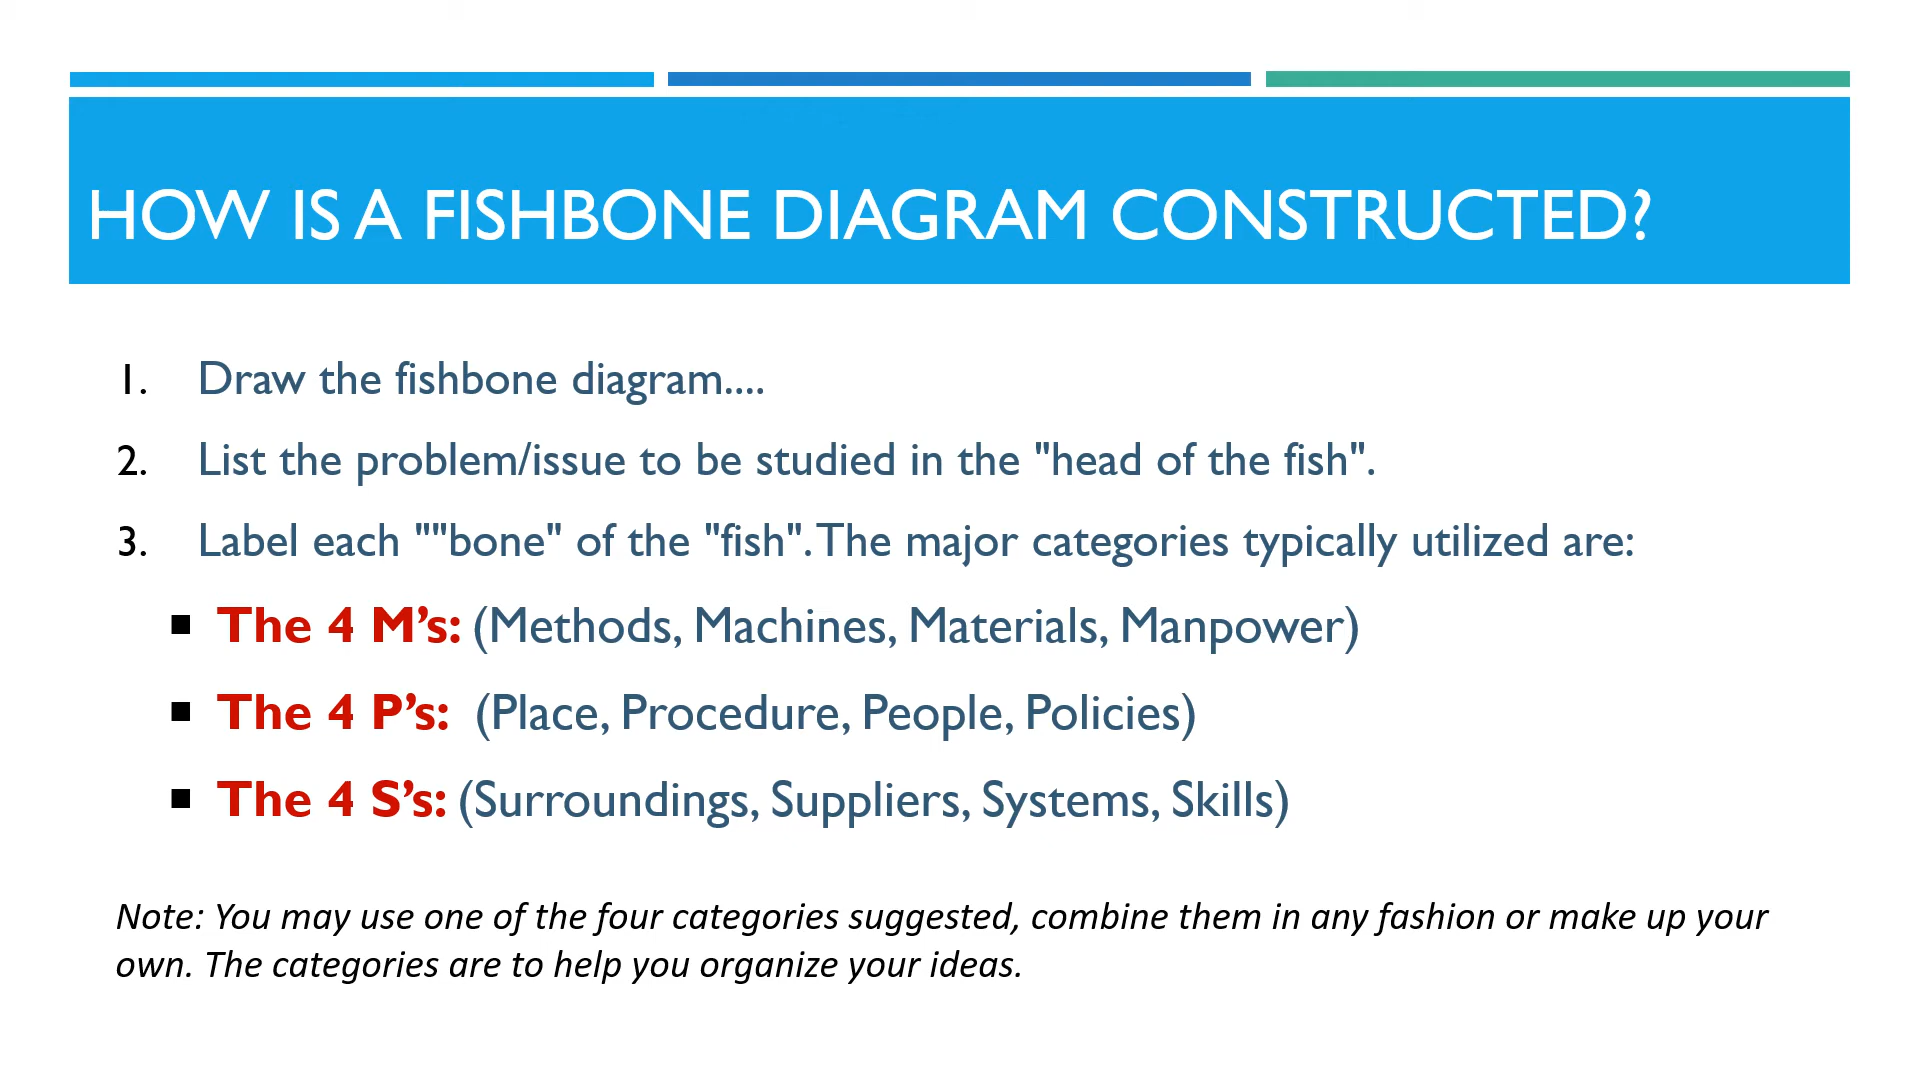 HOW IS A FISHBONE DIAGRAM CONSTRUCTED?
1. Draw the fishbone diagram....
2. List the problem/issue to be studied in the "head of the fish".
3. Label each ""bone" of the "fish". The major categories typically utilized are:
▪ The 4 M’s: (Methods, Machines, Materials, Manpower)
▪ The 4 P’s: (Place, Procedure, People, Policies)
▪ The 4 S’s: (Surroundings, Suppliers, Systems, Skills)
Note: You may use one of the four categories suggested, combine them in any fashion or make up your
own. The categories are to help you organize your ideas.